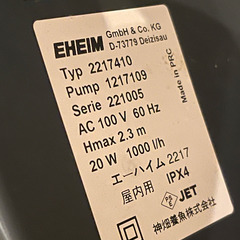 EHEIM GmbH & Co. KG
D-73779 Deizisau
Typ 2217410
Pump 1217109
Serie 221005
AC 100 V 60 Hz
Hmax 2.3 m
20 W 1000 l/h
エーハイム 2217
屋内用 IPX4
PS E JET
神畑養魚株式会社
Made in PRC